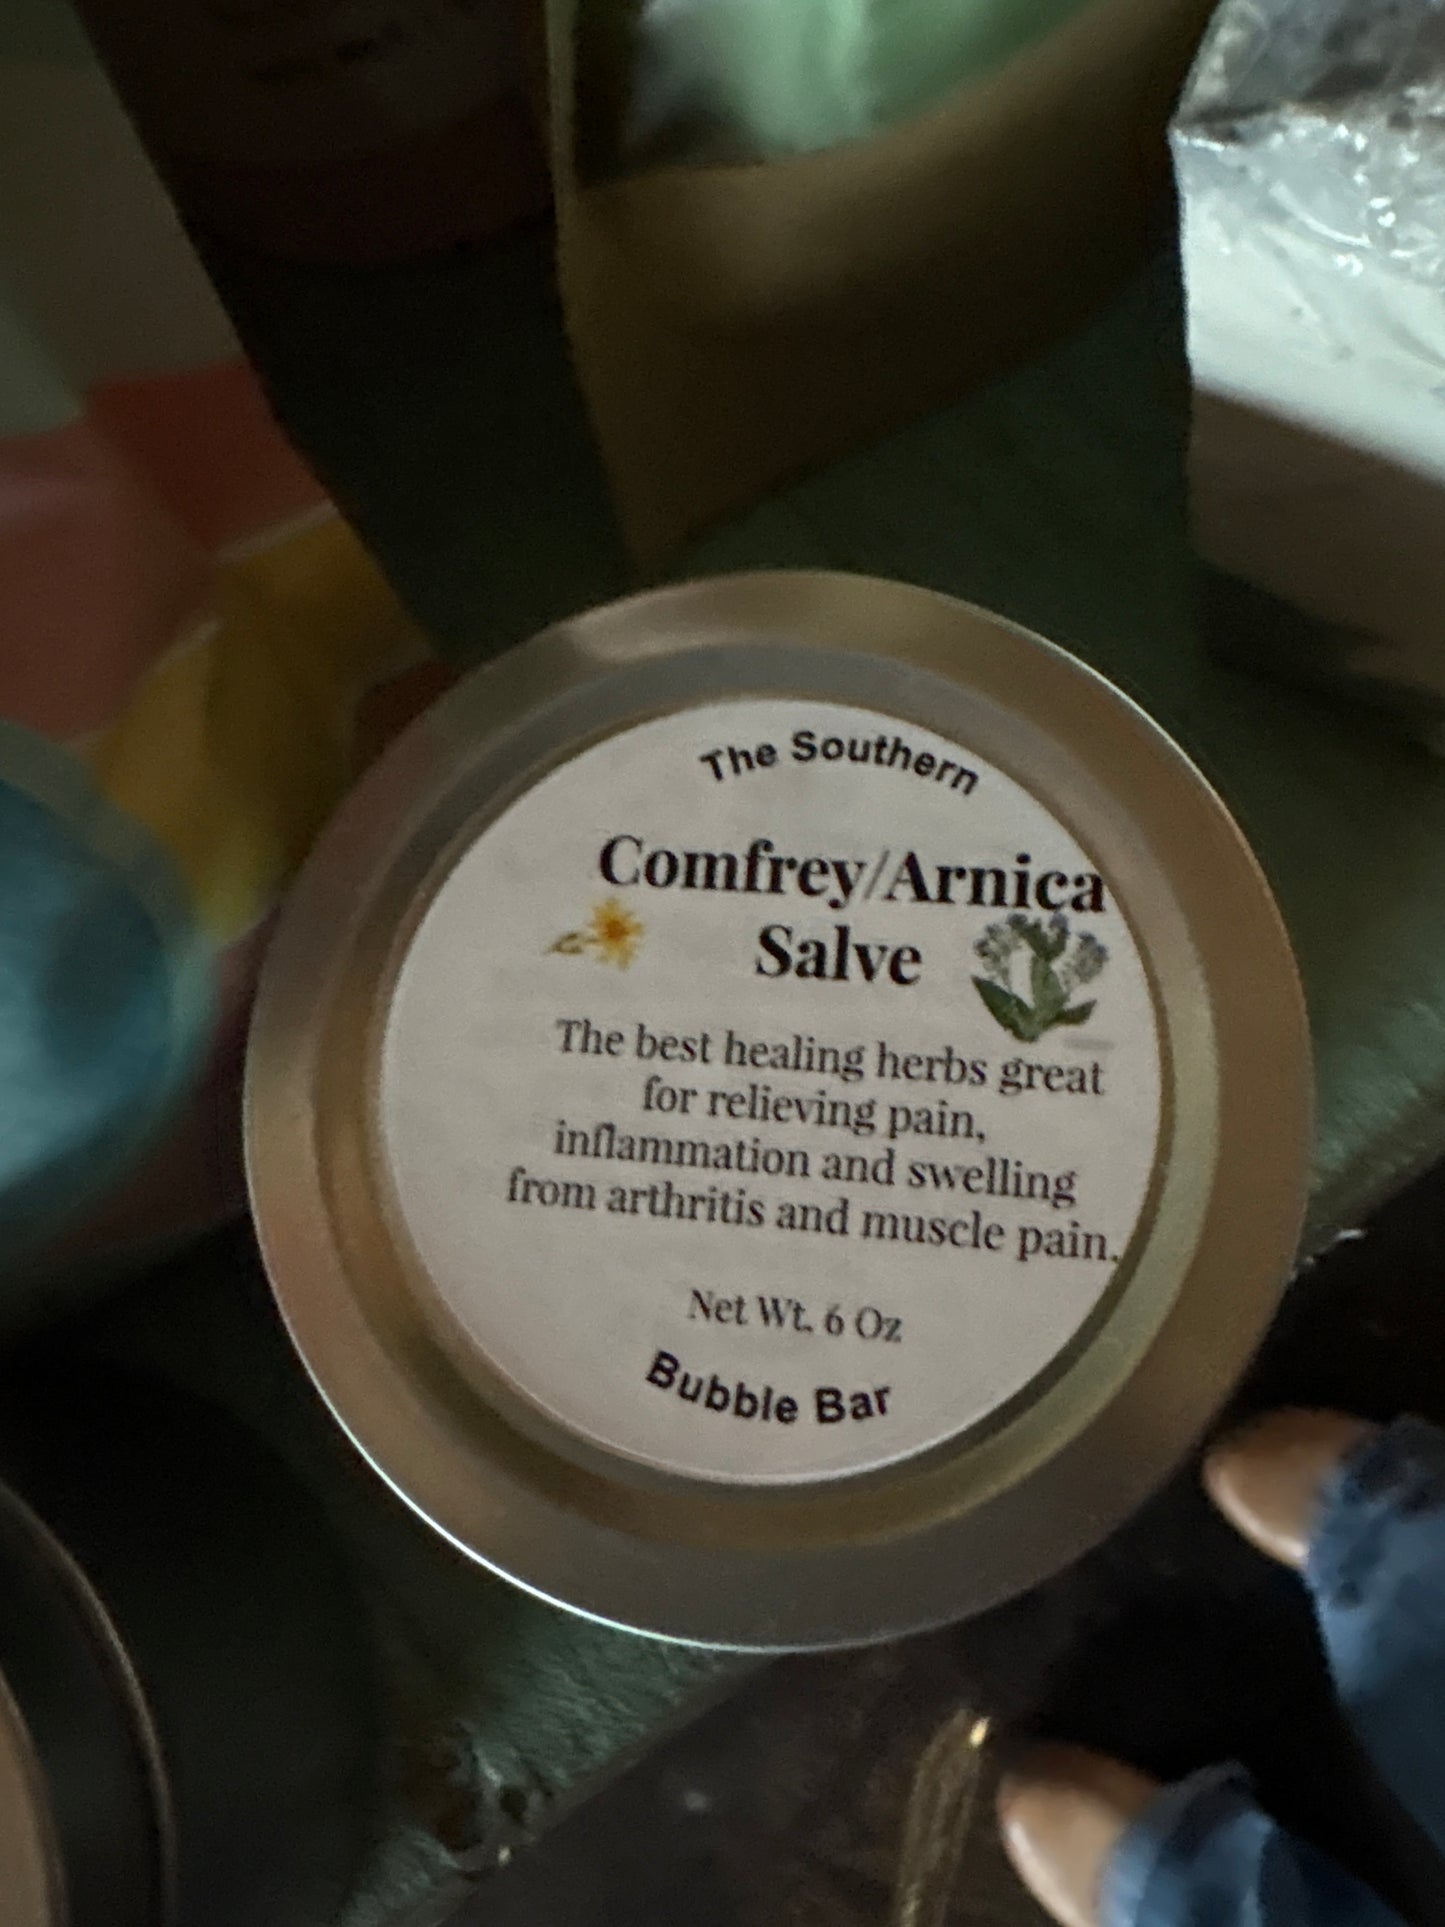 The Southern
Comfrey/Arnica
Salve
The best healing herbs great
for relieving pain,
inflammation and swelling
from arthritis and muscle pain.
Net Wt. 6 Oz
Bubble Bar